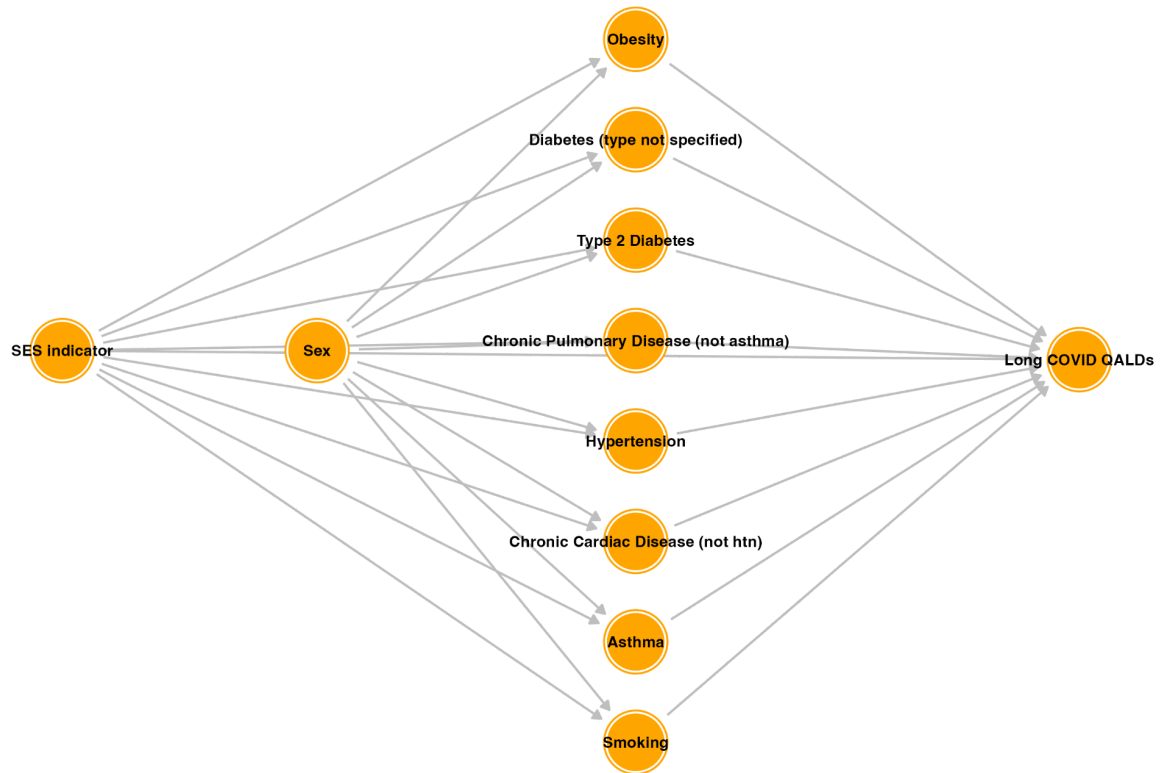 Obesity
Diabetes (type not specified)
Type 2 Diabetes
Chronic Pulmonary Disease (not asthma)
SES indicator
Sex
Long COVID QALDs
Hypertension
Chronic Cardiac Disease (not htn)
Asthma
Smoking